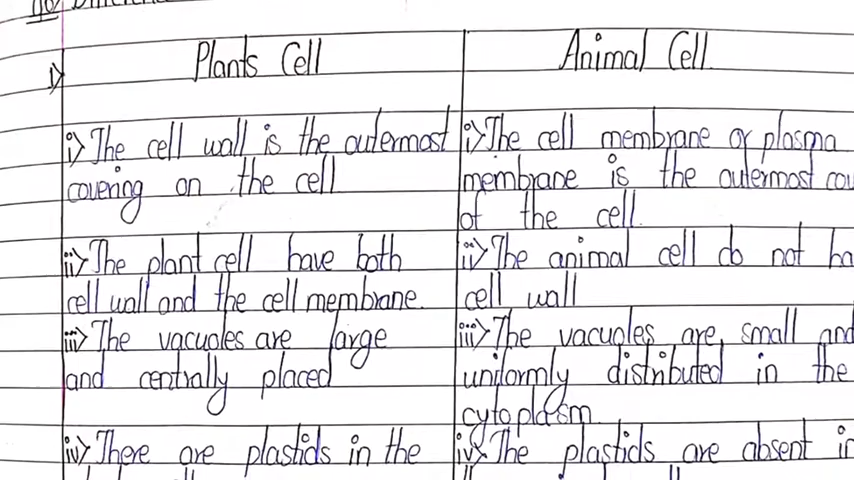 Plants Cell Animal Cell
1)
i) The cell wall is the outermost
covering on the cell
ii) The plant cell have both
cell wall and the cell membrane.
iii) The vacuoles are large
and centrally placed
iv) There are plastids in the
i) The cell membrane or plasma
membrane is the outermost
of the cell.
ii) The animal cell do not
cell wall
iii) The vacuoles are small and
uniformly distributed in the
cytoplasm
iv) The plastids are absent in